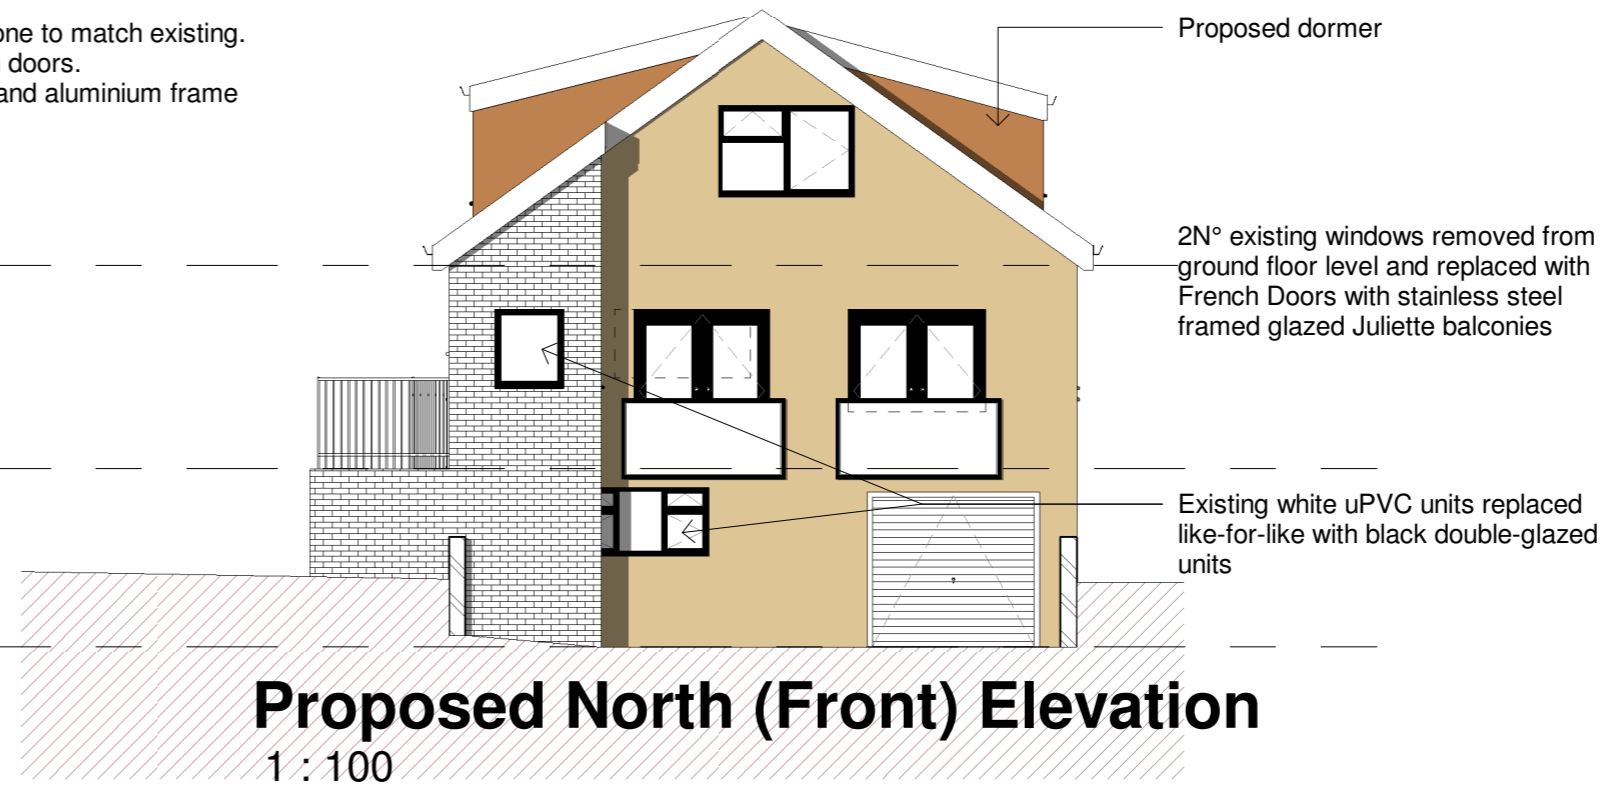 one to match existing.
doors.
and aluminium frame
Proposed dormer
2N° existing windows removed from
ground floor level and replaced with
French Doors with stainless steel
framed glazed Juliette balconies
Existing white uPVC units replaced
like-for-like with black double-glazed
units
Proposed North (Front) Elevation
1 : 100